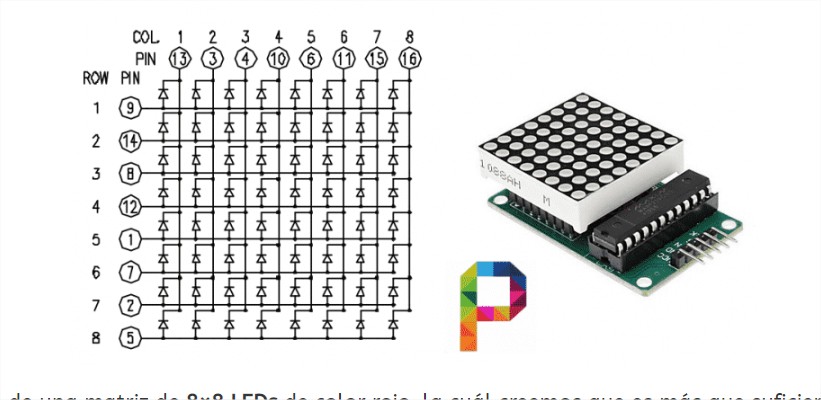 COL. 1 2 3 4 5 6 7 8
PIN 13 3 4 10 6 11 15 16
ROW PIN
1 9
2 14
3 8
4 12
5 1
6 7
7 2
8 5
1088AH M
P
de una matriz de 8x8 LEDs de color rojo, la cuál creemos que es más que suficien